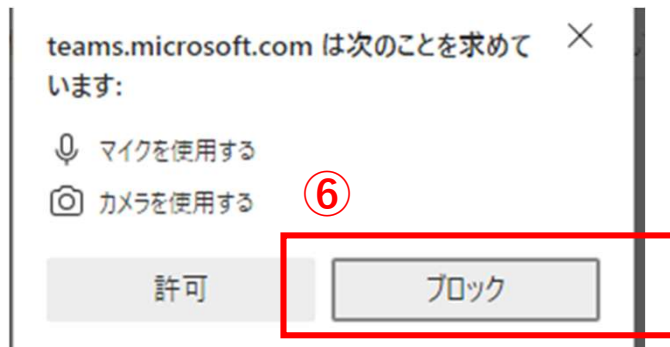 teams.microsoft.com は次のことを求めて
います:
マイクを使用する
カメラを使用する
⑥
許可
ブロック